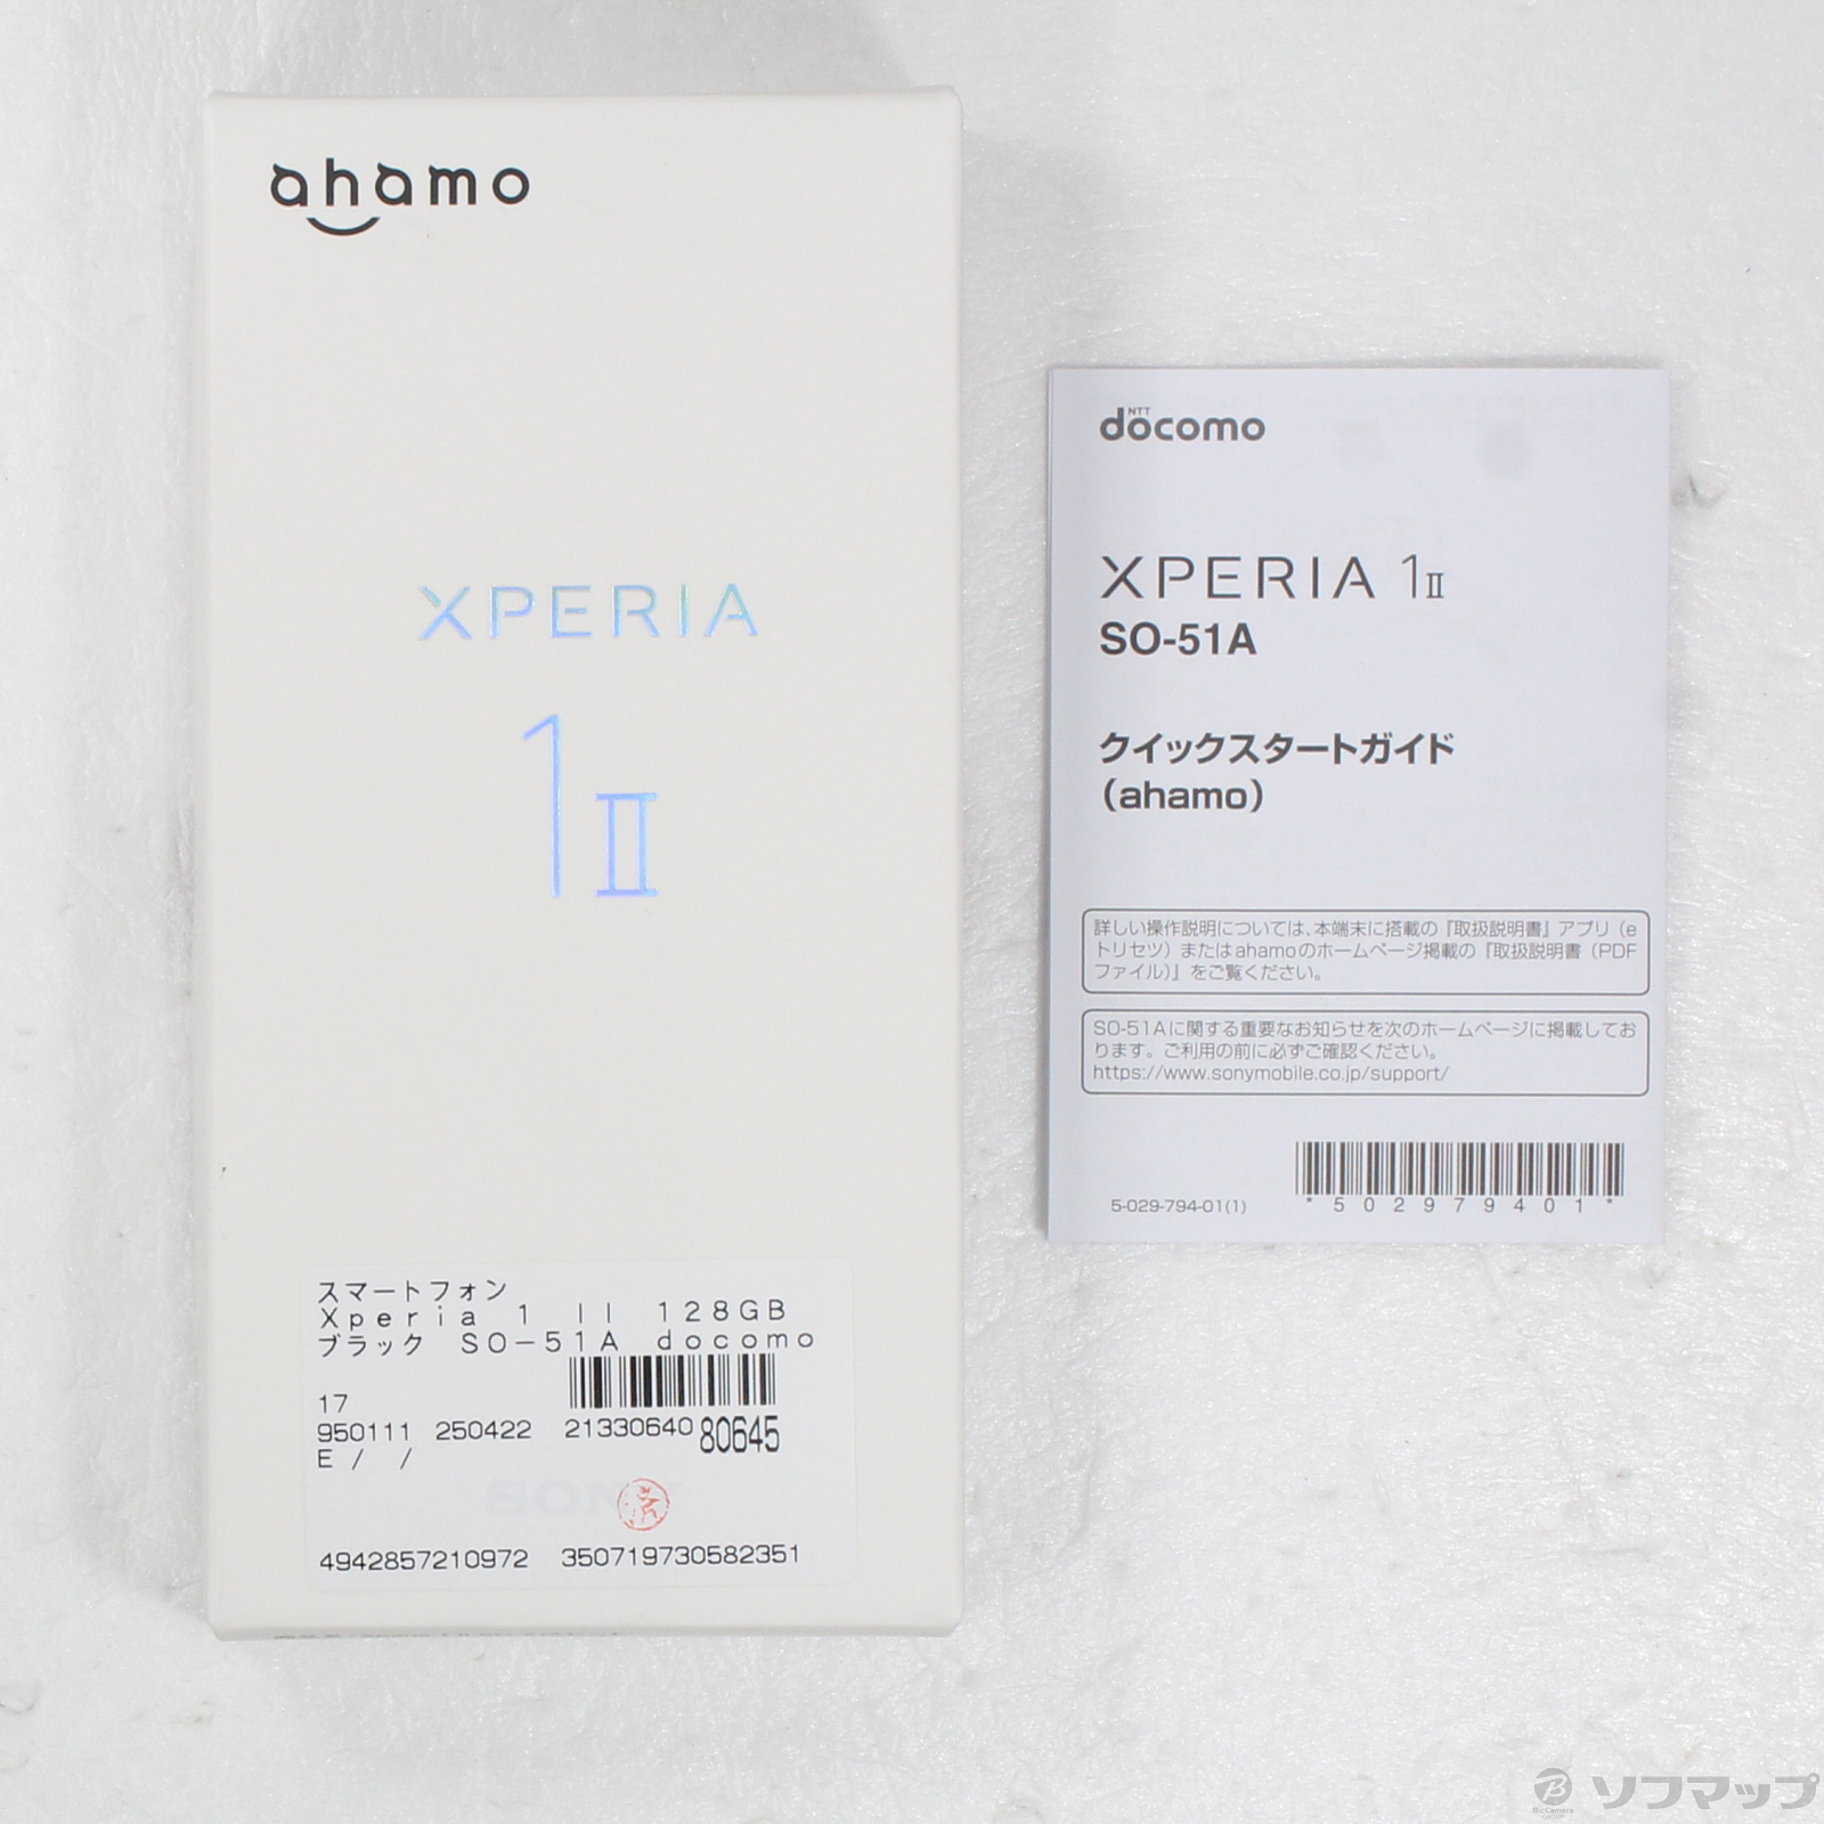 ahamo
XPERIA
1 II
スマートフォン
Xperia 1 II 128GB
ブラック SO-51A docomo
17
950111 250422 21330640 80645
E / /
SONY
4942857210972 350719730582351
NTT
docomo
XPERIA 1 II
SO-51A
クイックスタートガイド
（ahamo）
詳しい操作説明については、本端末に搭載の『取扱説明書』アプリ（e
トリセツ）またはahamoのホームページ掲載の『取扱説明書（PDF
ファイル）』をご覧ください。
SO-51Aに関する重要なお知らせを次のホームページに掲載してお
ります。ご利用の前に必ずご確認ください。
https://www.sonymobile.co.jp/support/
5-029-794-01(1)
*502979401*
BicCamera
GROUP
ソフマップ